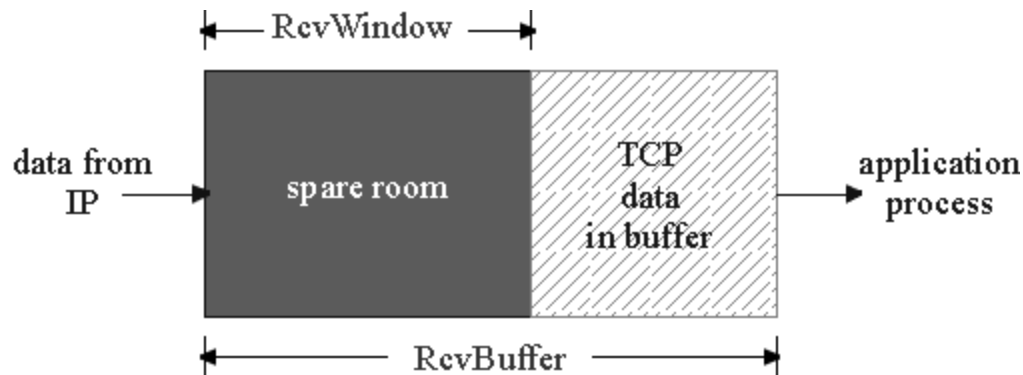 RcvWindow
data from
IP
spare room
TCP
data
in buffer
application
process
RcvBuffer